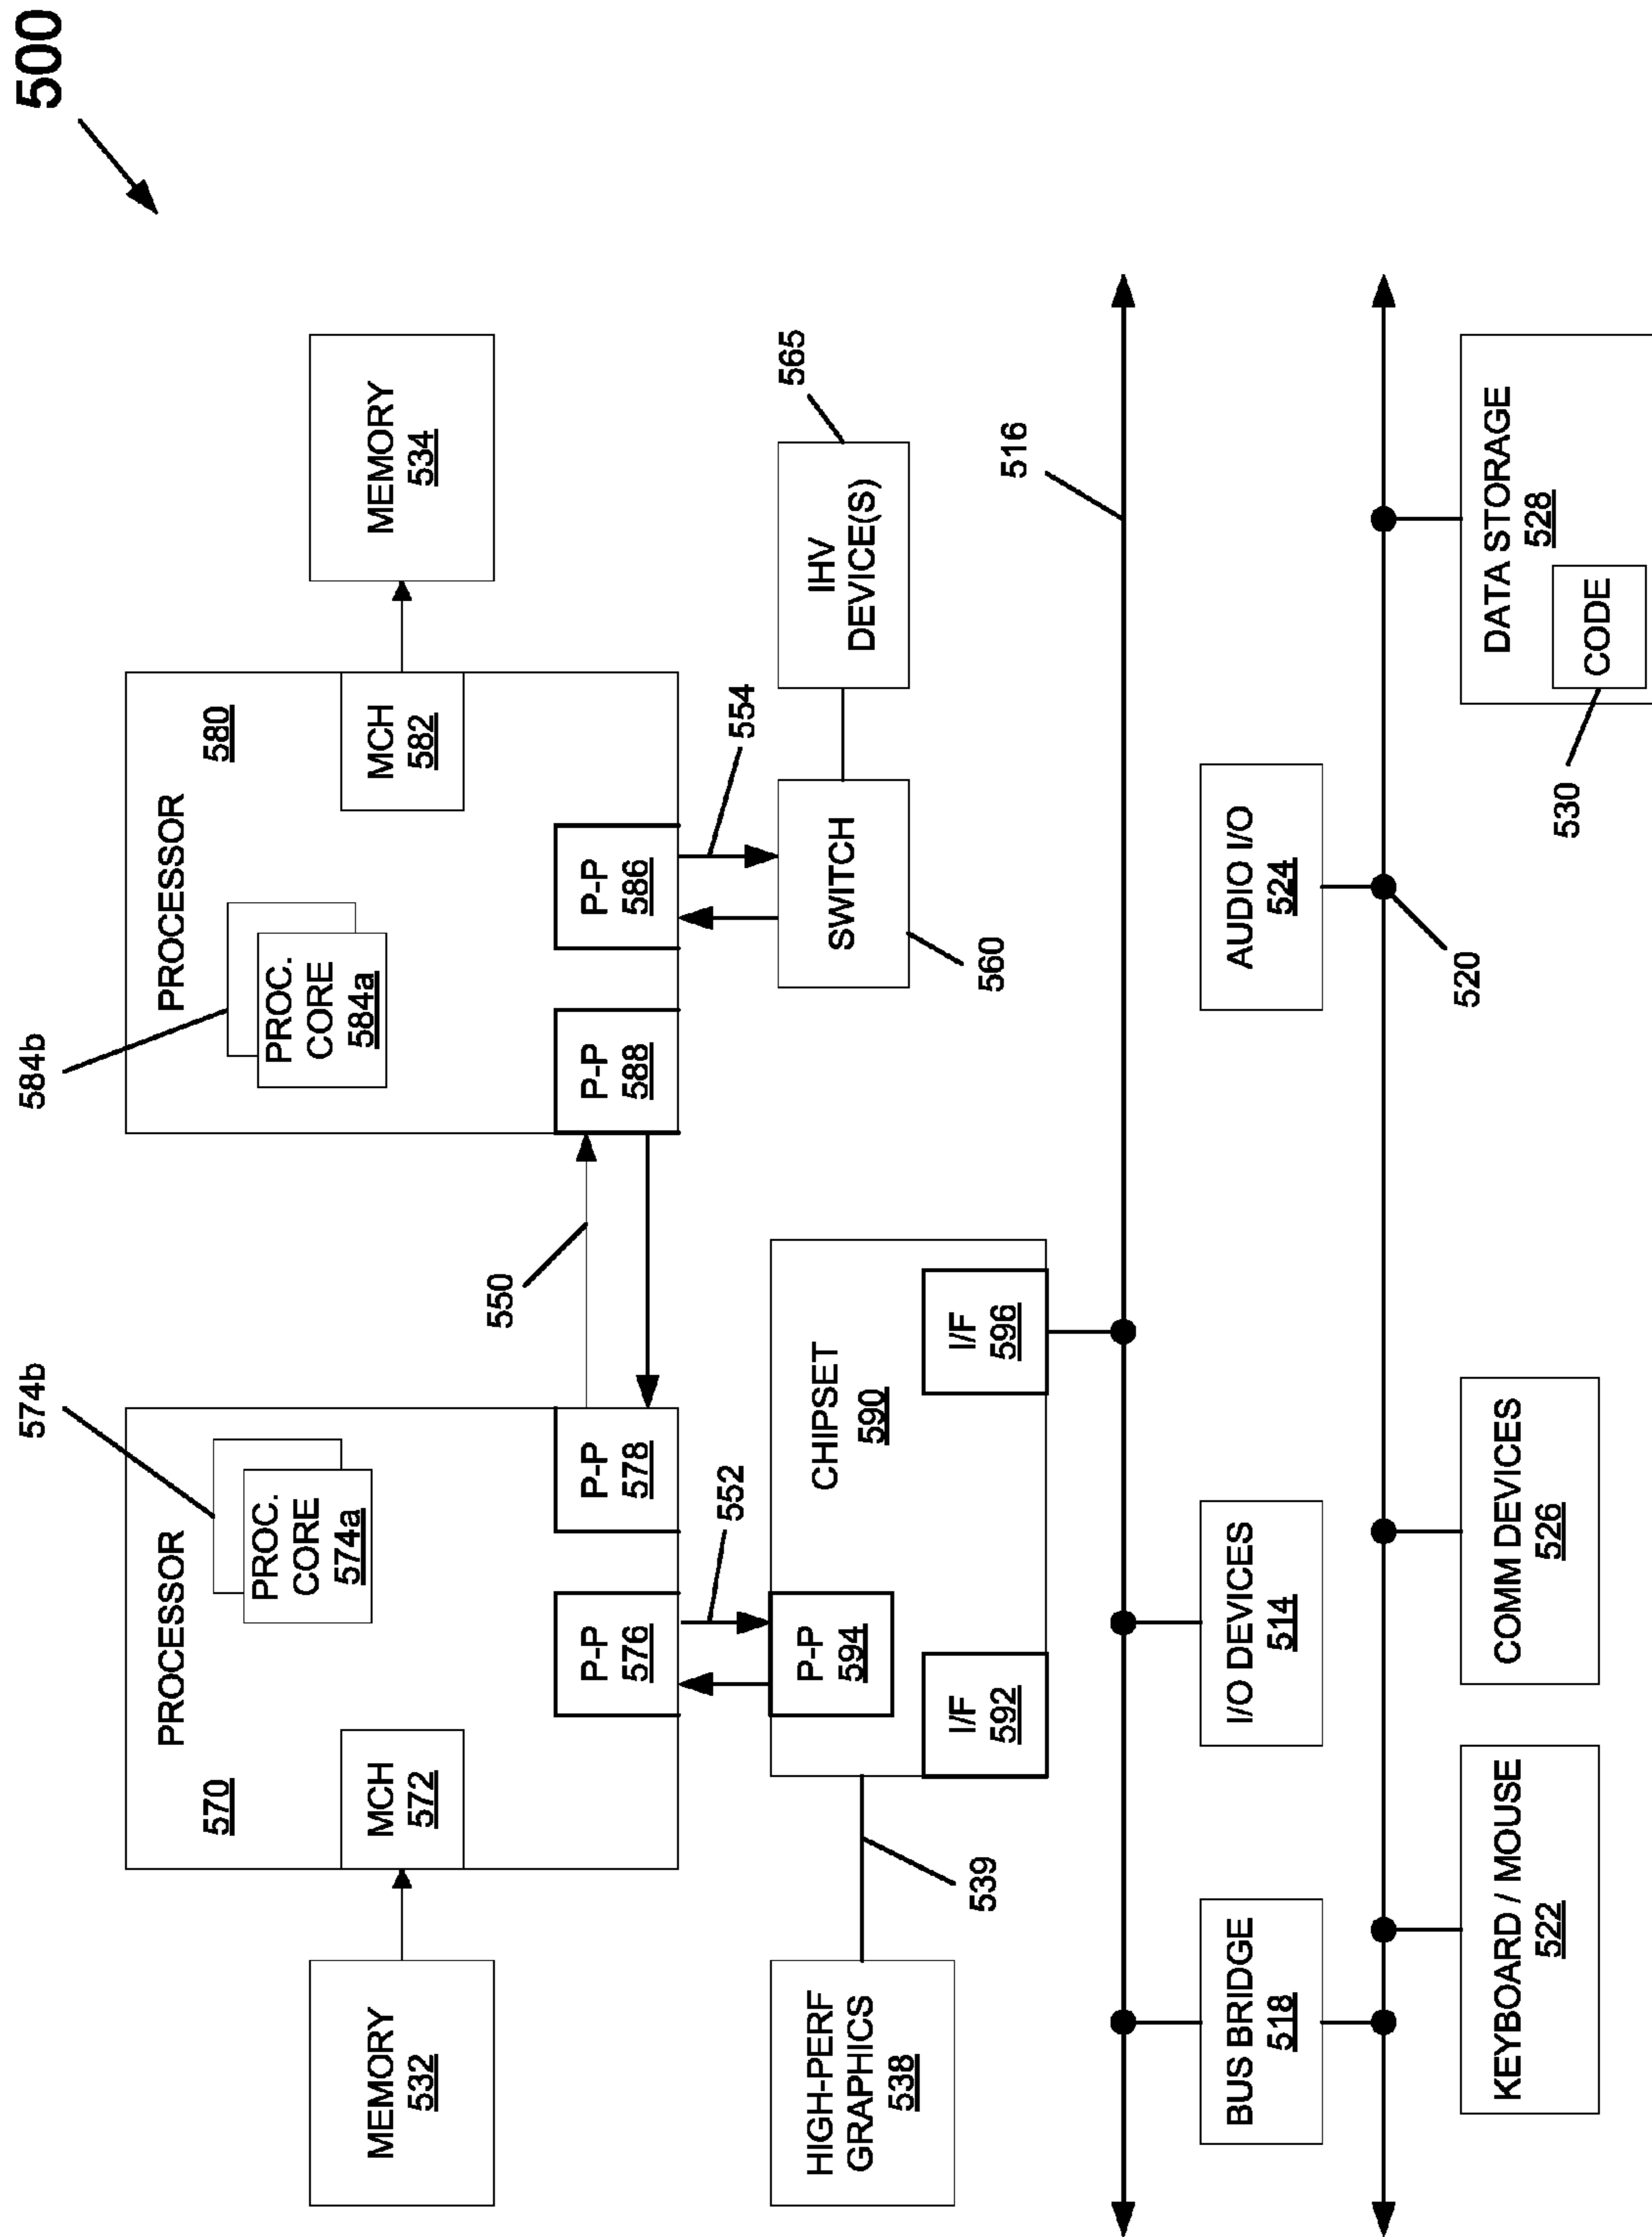 500
574b
584b
PROCESSOR
570
PROC.
CORE
574a
MCH
572
P-P
576
P-P
578
MEMORY
532
550
PROCESSOR
580
PROC.
CORE
584a
MCH
582
P-P
588
P-P
586
MEMORY
534
552
554
HIGH-PERF
GRAPHICS
538
539
CHIPSET
590
P-P
594
I/F
592
I/F
596
SWITCH
560
IHV
DEVICE(S)
565
516
BUS BRIDGE
518
I/O DEVICES
514
AUDIO I/O
524
520
KEYBOARD / MOUSE
522
COMM DEVICES
526
DATA STORAGE
528
CODE
530